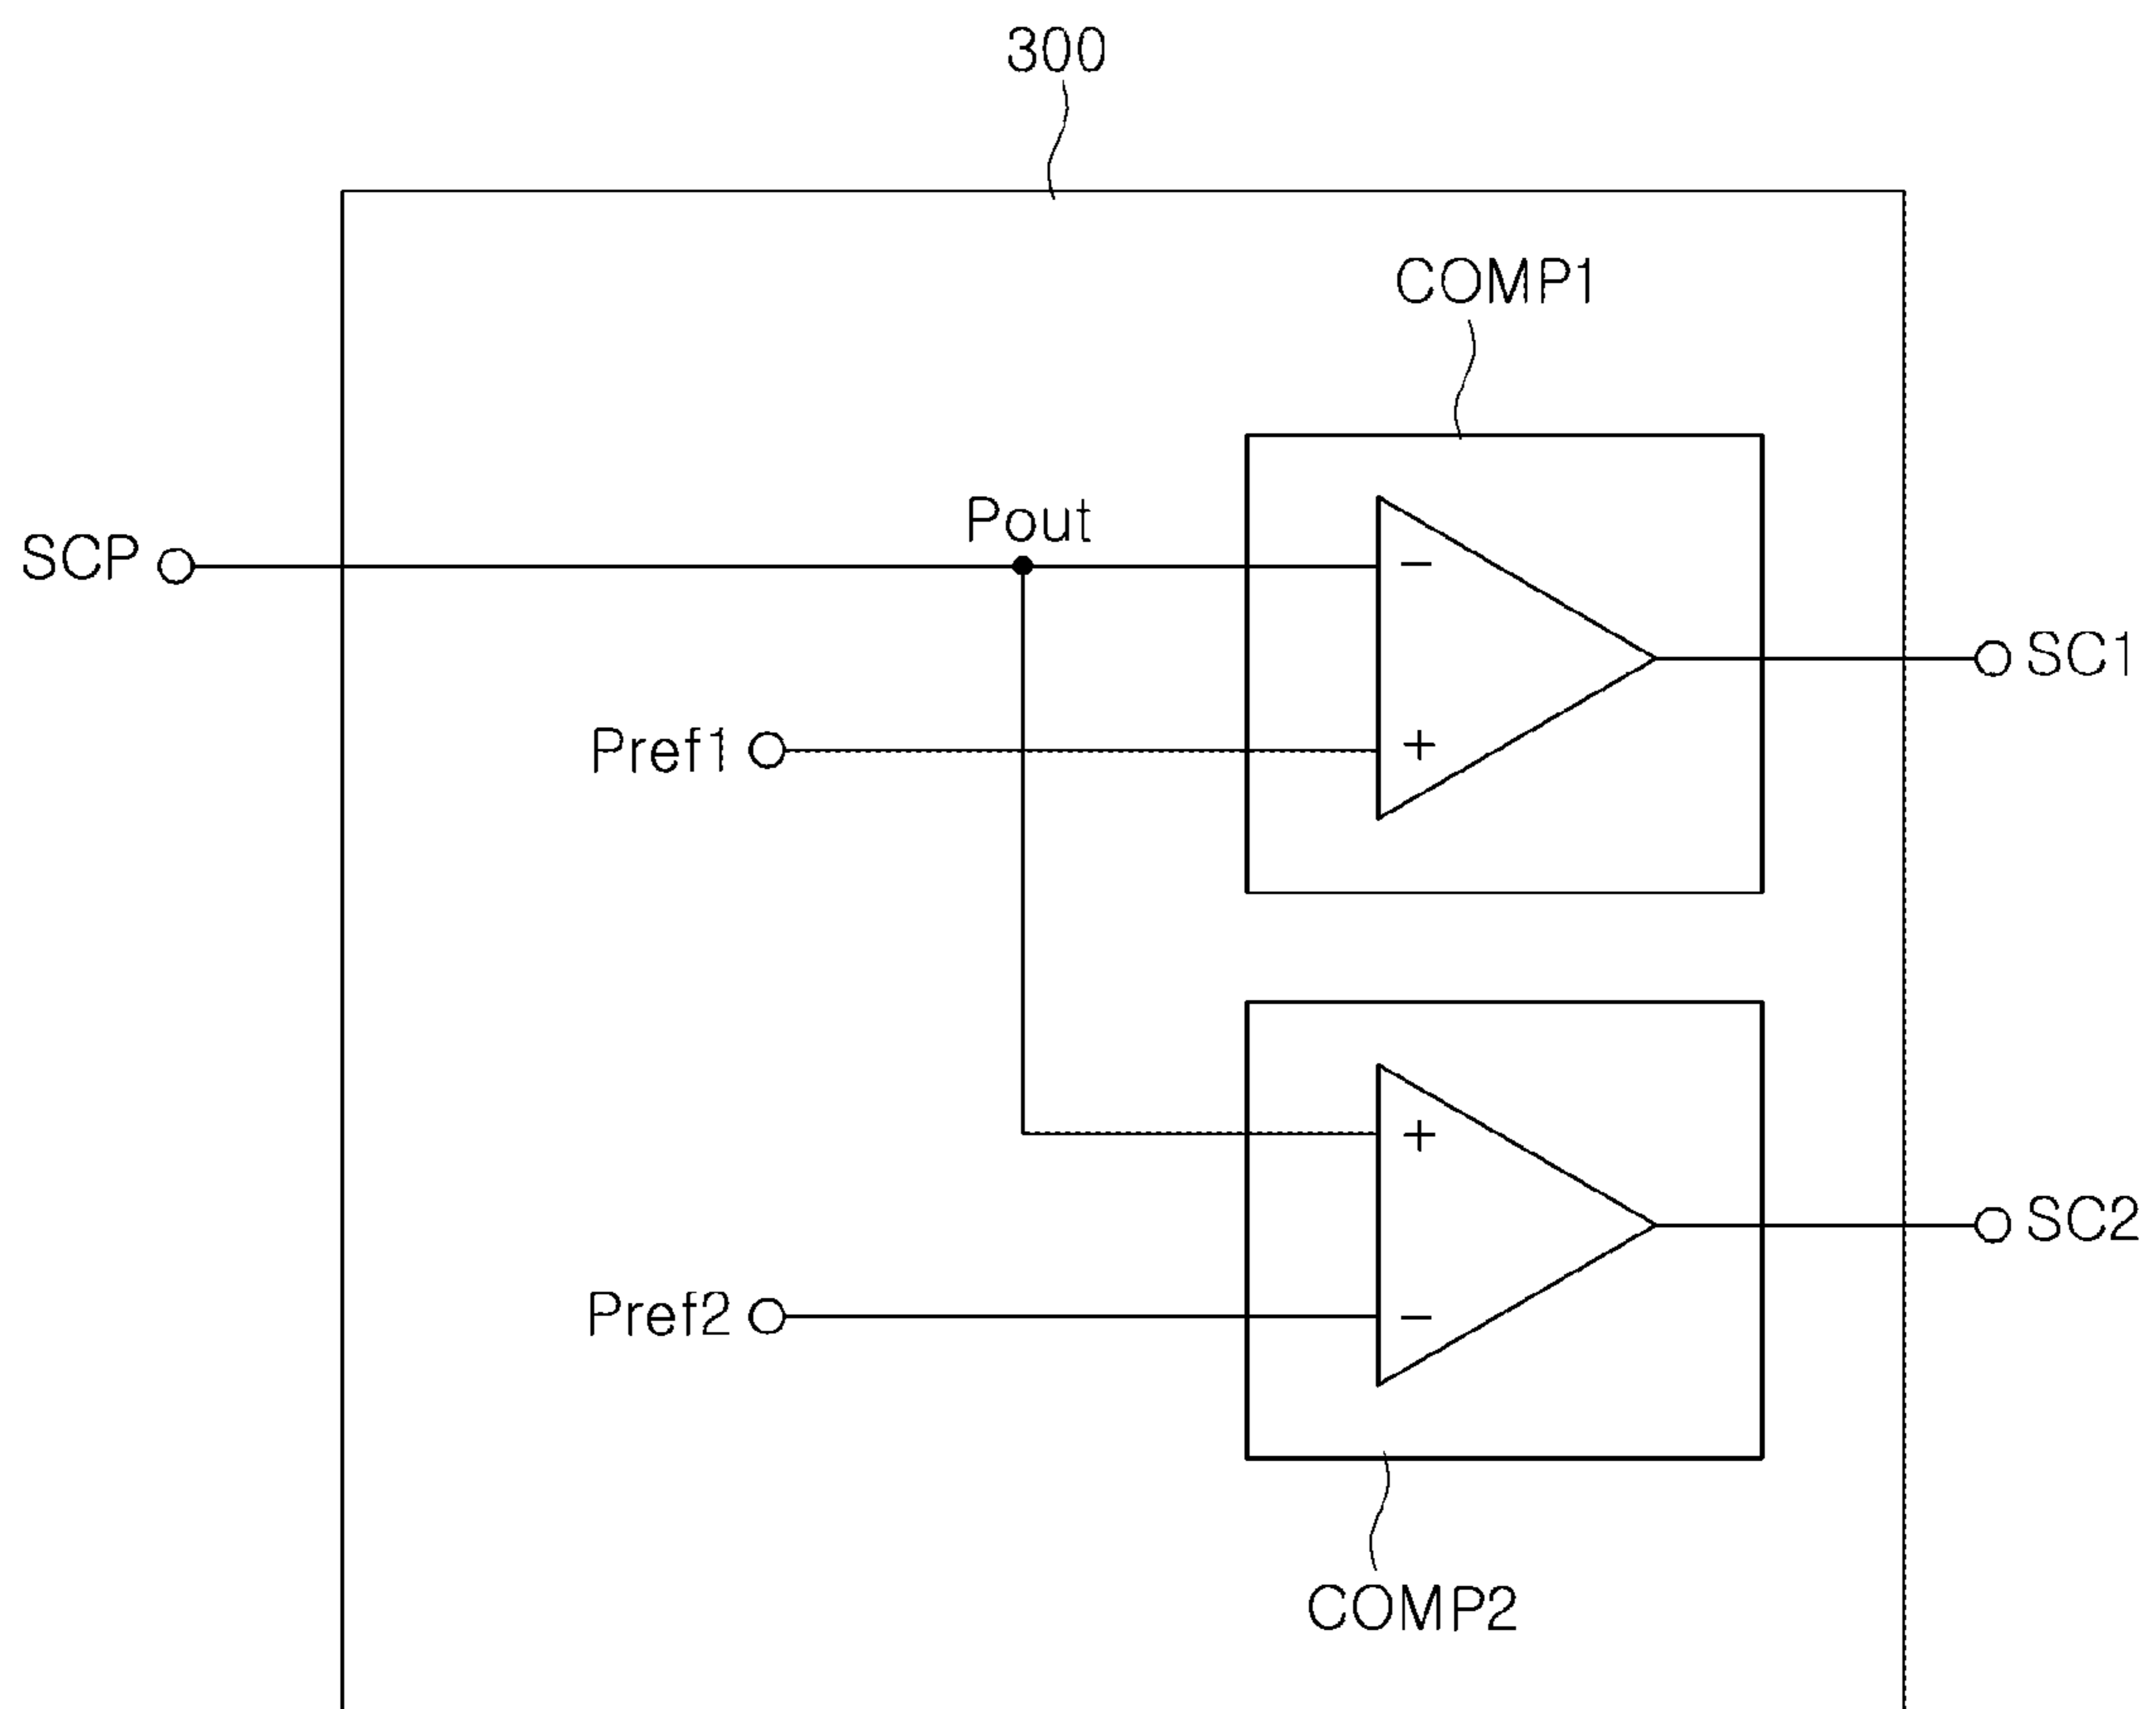 300
COMP1
Pout
SCP
−
SC1
Pref1
+
+
SC2
Pref2
−
COMP2